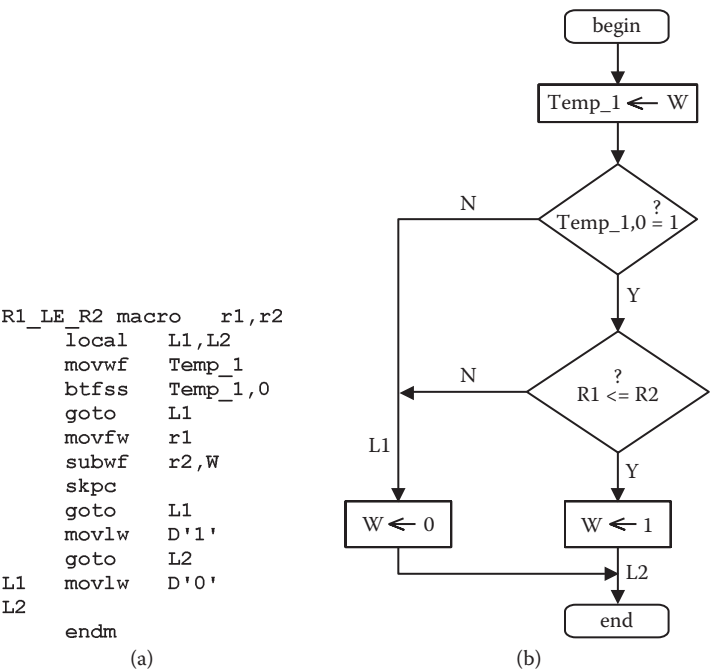 R1_LE_R2 macro r1,r2
local L1,L2
movwf Temp_1
btfss Temp_1,0
goto L1
movfw r1
subwf r2,W
skpc
goto L1
movlw D'1'
goto L2
L1 movlw D'0'
L2
endm
(a)
begin
Temp_1 ← W
?
Temp_1,0 = 1
N
Y
?
R1 <= R2
N
Y
L1
W ← 0
W ← 1
L2
end
(b)